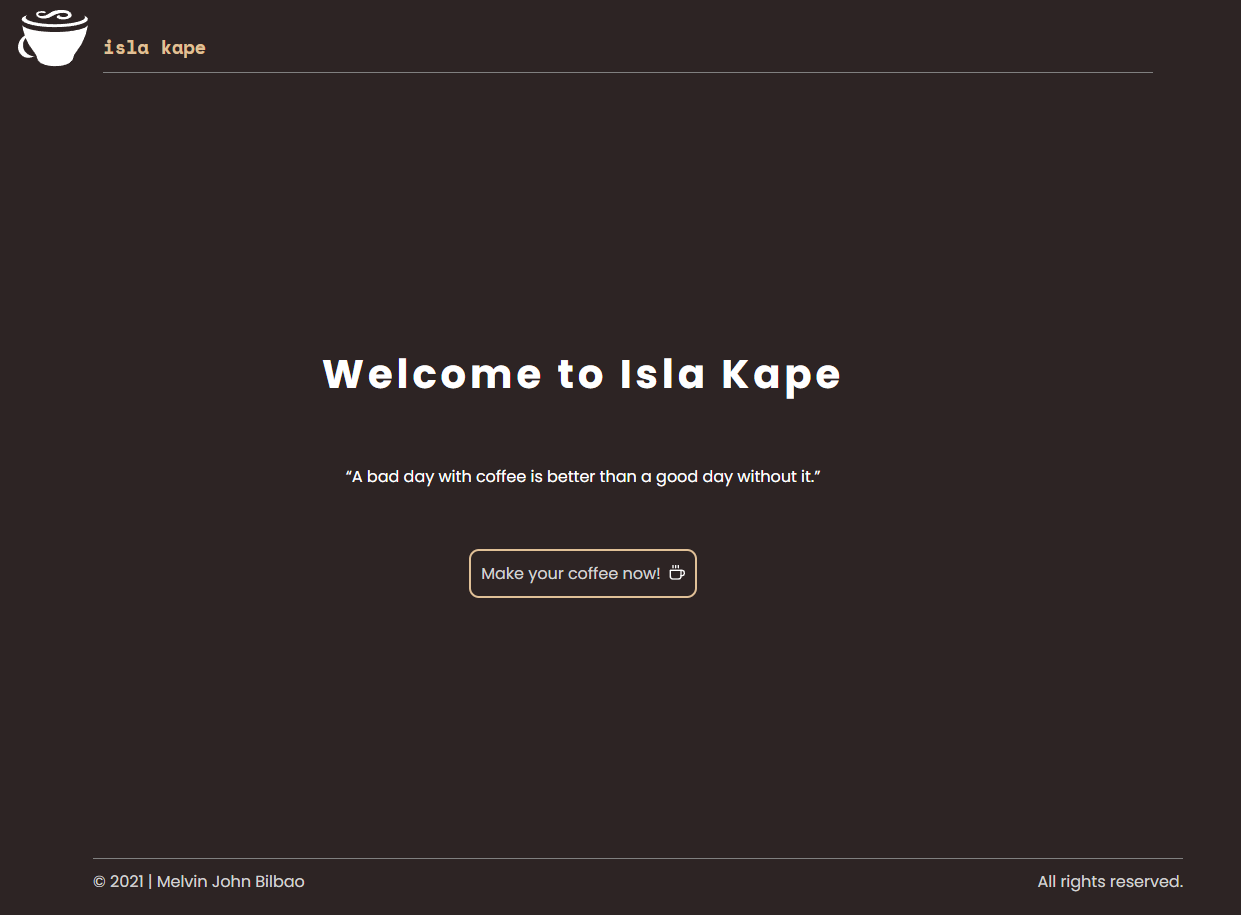 isla kape
Welcome to Isla Kape
“A bad day with coffee is better than a good day without it.”
Make your coffee now!
© 2021 | Melvin John Bilbao
All rights reserved.